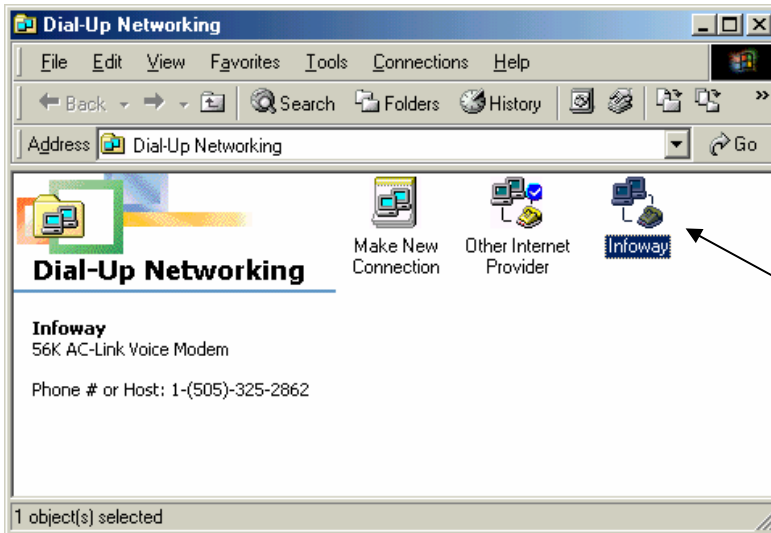 Dial-Up Networking
File Edit View Favorites Tools Connections Help
Back Search Folders History »
Address Dial-Up Networking Go
Make New Connection
Other Internet Provider
Infoway
Dial-Up Networking
Infoway
56K AC-Link Voice Modem
Phone # or Host: 1-(505)-325-2862
1 object(s) selected